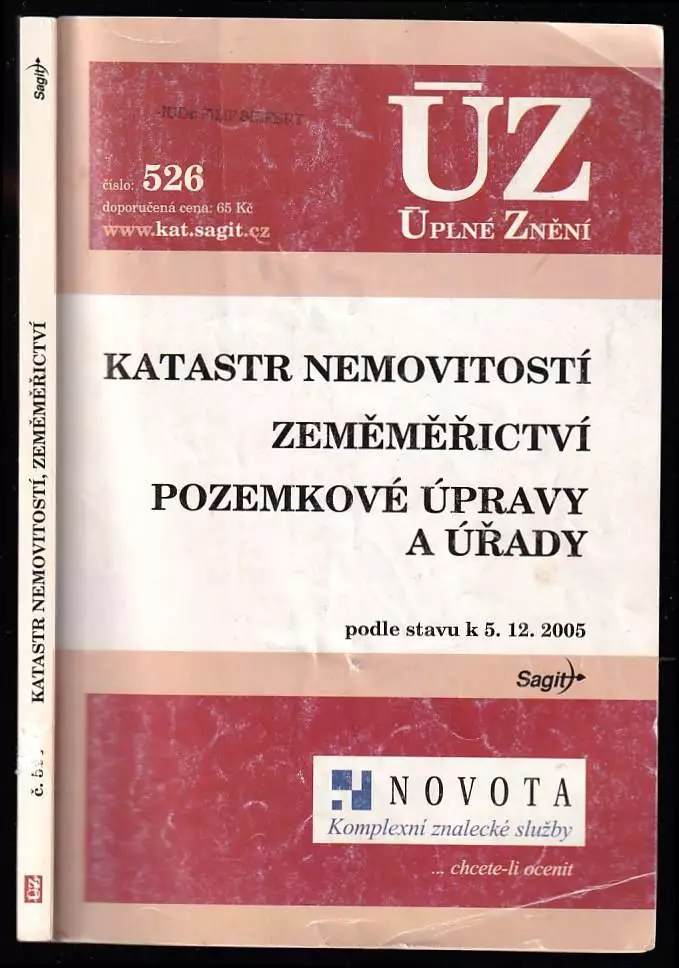 Sagit
KATASTR NEMOVITOSTÍ, ZEMĚMĚŘICTVÍ
č.
ÚZ
ÚZ
ÚPLNÉ ZNĚNÍ
číslo: 526
doporučená cena: 65 Kč
www.kat.sagit.cz
KATASTR NEMOVITOSTÍ
ZEMĚMĚŘICTVÍ
POZEMKOVÉ ÚPRAVY
A ÚŘADY
podle stavu k 5. 12. 2005
Sagit
NOVOTA
Komplexní znalecké služby
... chcete-li ocenit